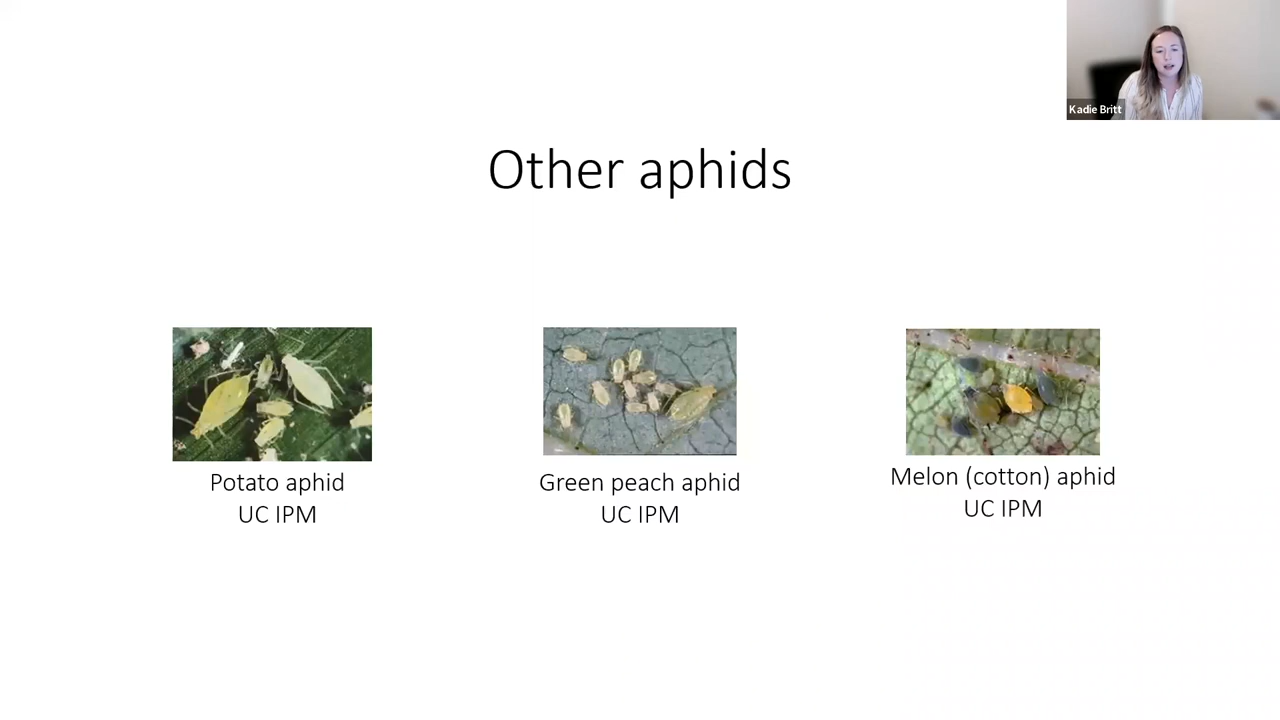 Kadie Britt
Other aphids
Potato aphid
UC IPM
Green peach aphid
UC IPM
Melon (cotton) aphid
UC IPM